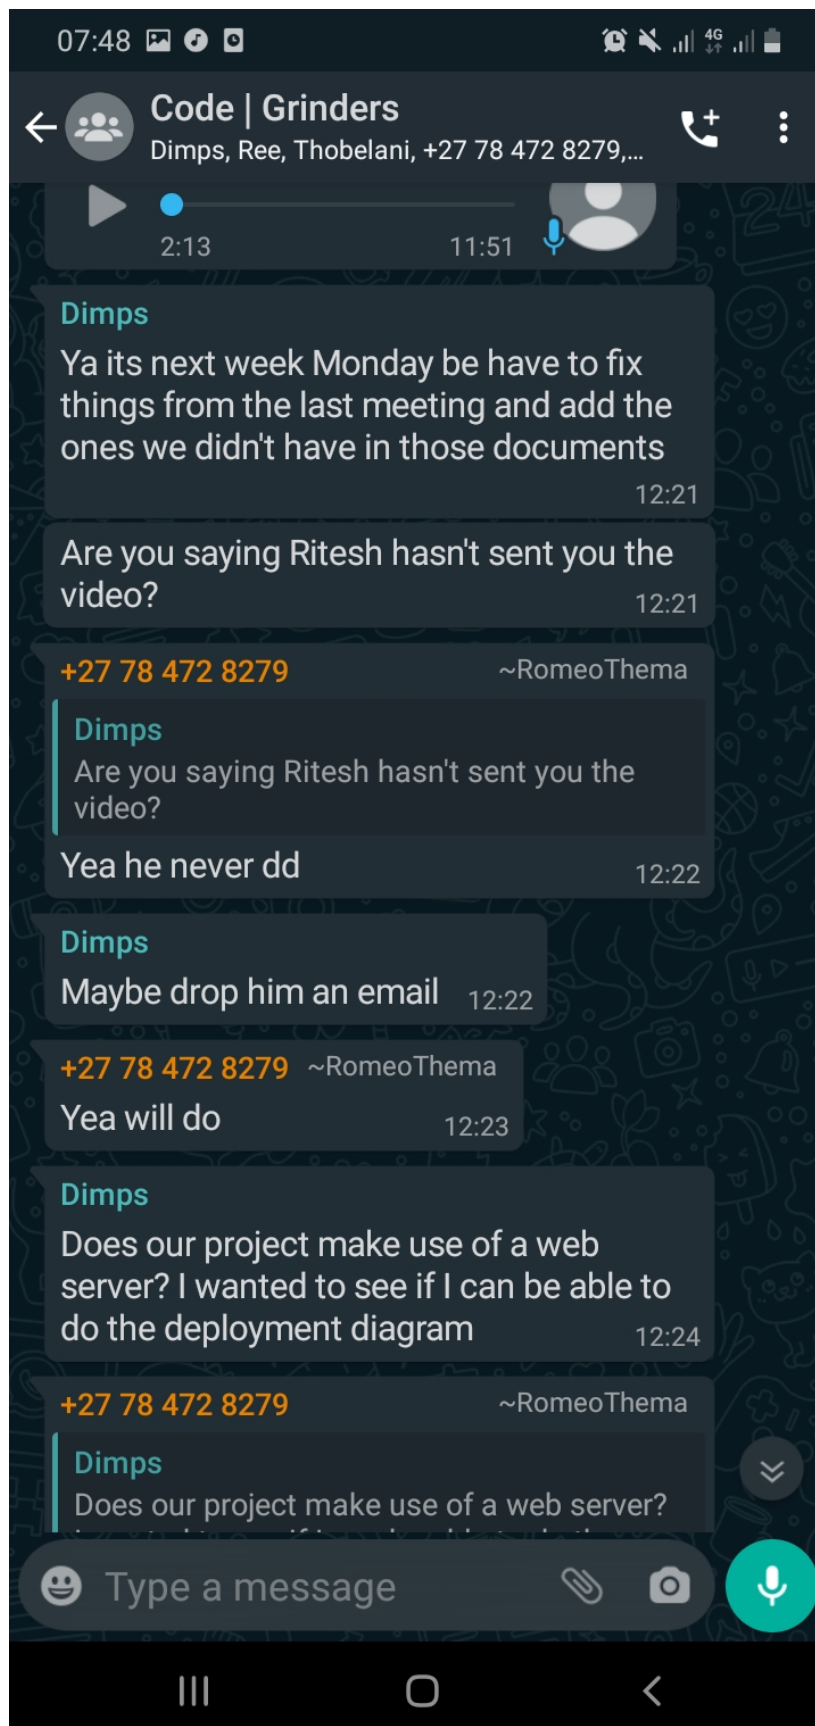 07:48
4G
Code | Grinders
Dimps, Ree, Thobelani, +27 78 472 8279,...
2:13 11:51
Dimps
Ya its next week Monday be have to fix
things from the last meeting and add the
ones we didn't have in those documents
12:21
Are you saying Ritesh hasn't sent you the
video? 12:21
+27 78 472 8279 ~RomeoThema
Dimps
Are you saying Ritesh hasn't sent you the
video?
Yea he never dd 12:22
Dimps
Maybe drop him an email 12:22
+27 78 472 8279 ~RomeoThema
Yea will do 12:23
Dimps
Does our project make use of a web
server? I wanted to see if I can be able to
do the deployment diagram 12:24
+27 78 472 8279 ~RomeoThema
Dimps
Does our project make use of a web server?
Type a message